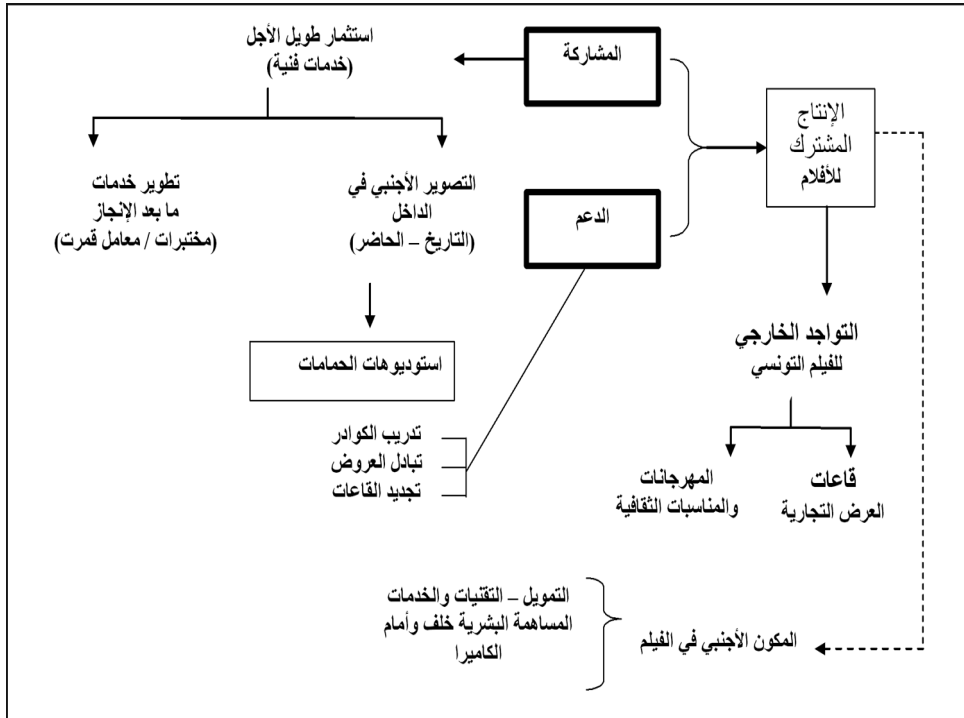 المشاركة
استثمار طويل الأجل
(خدمات فنية)
الإنتاج
المشترك
للأفلام
التصوير الأجنبي في
الداخل
(التاريخ – الحاضر)
تطوير خدمات
ما بعد الإنجاز
(مختبرات / معامل قمرت)
الدعم
التواجد الخارجي
للفيلم التونسي
استوديوهات الحمامات
تدريب الكوادر
تبادل العروض
تجديد القاعات
قاعات
العرض التجارية
المهرجانات
والمناسبات الثقافية
المكون الأجنبي في الفيلم
التمويل – التقنيات والخدمات
المساهمة البشرية خلف وأمام
الكاميرا